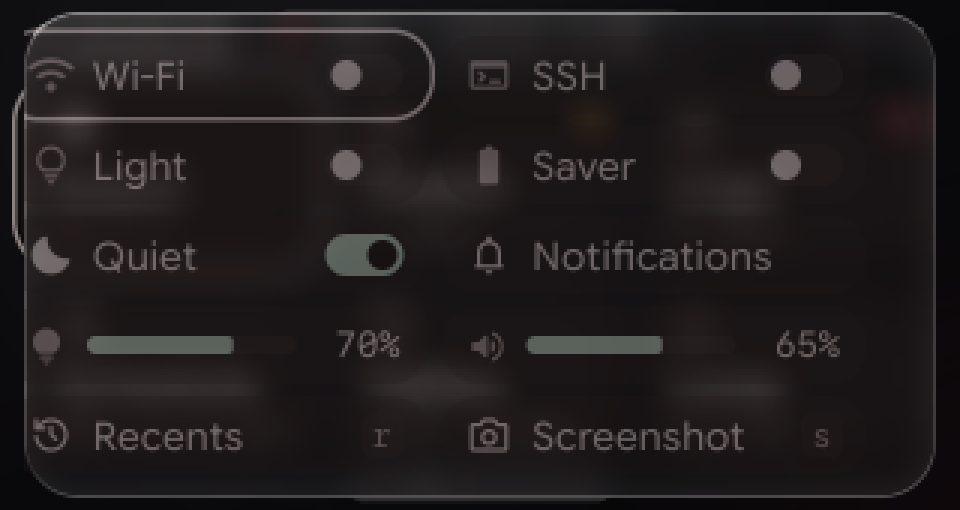 Wi-Fi SSH
Light Saver
Quiet Notifications
70% 65%
Recents r Screenshot s